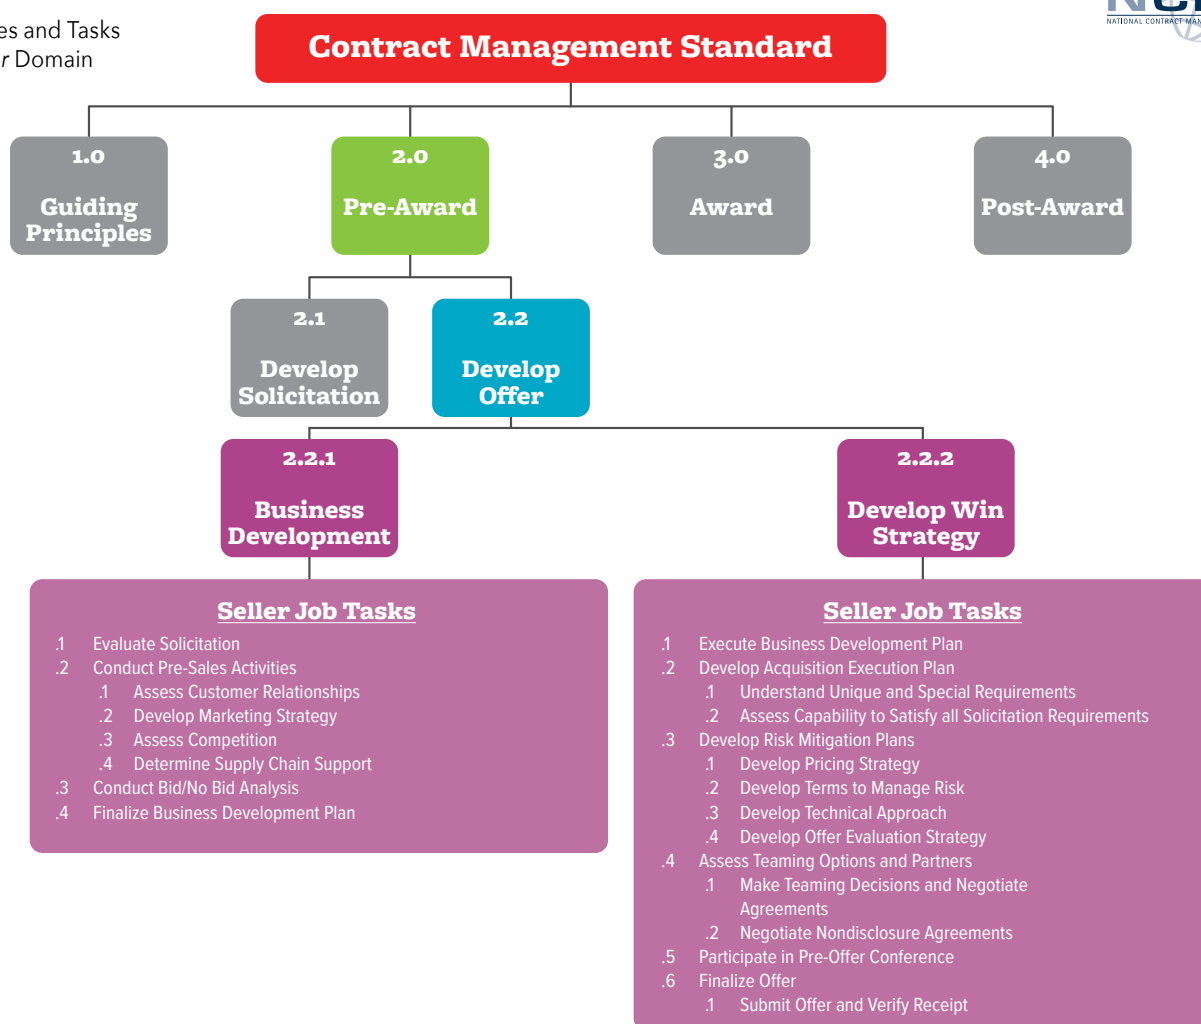 Tasks
and
Domain
NATIONAL CONTRACT
Contract Management Standard
1.0
Guiding
Principles
2.0
Pre-Award
3.0
Award
4.0
Post-Award
2.1
Develop
Solicitation
2.2
Develop
Offer
2.2.1
Business
Development
2.2.2
Develop Win
Strategy
Seller Job Tasks
.1 Evaluate Solicitation
.2 Conduct Pre-Sales Activities
.1 Assess Customer Relationships
.2 Develop Marketing Strategy
.3 Assess Competition
.4 Determine Supply Chain Support
.3 Conduct Bid/No Bid Analysis
.4 Finalize Business Development Plan
Seller Job Tasks
.1 Execute Business Development Plan
.2 Develop Acquisition Execution Plan
.1 Understand Unique and Special Requirements
.2 Assess Capability to Satisfy all Solicitation Requirements
.3 Develop Risk Mitigation Plans
.1 Develop Pricing Strategy
.2 Develop Terms to Manage Risk
.3 Develop Technical Approach
.4 Develop Offer Evaluation Strategy
.4 Assess Teaming Options and Partners
.1 Make Teaming Decisions and Negotiate
Agreements
.2 Negotiate Nondisclosure Agreements
.5 Participate in Pre-Offer Conference
.6 Finalize Offer
.1 Submit Offer and Verify Receipt